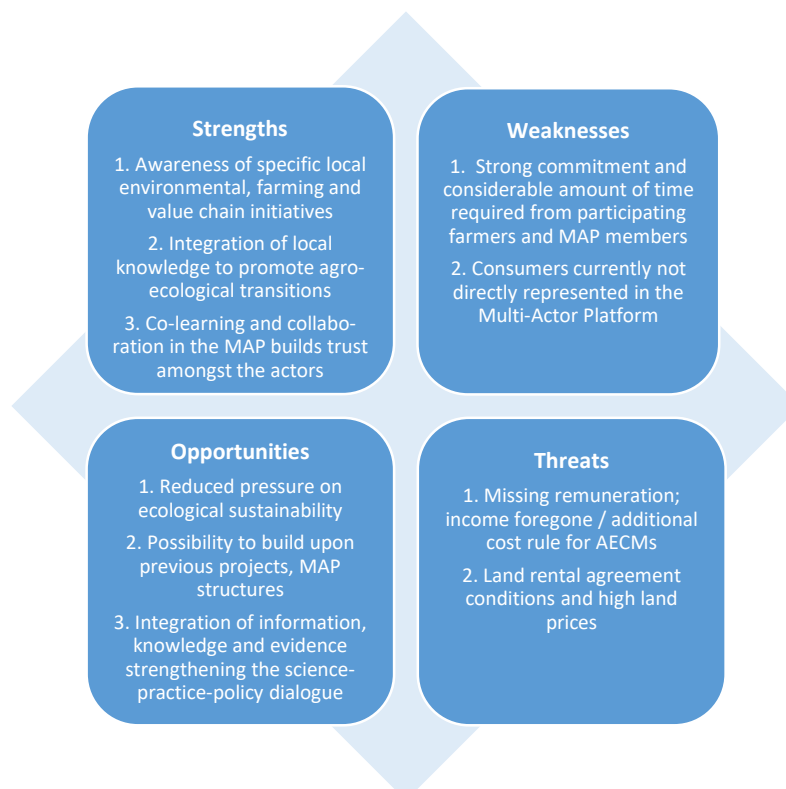 Strengths
1. Awareness of specific local
environmental, farming and
value chain initiatives
2. Integration of local
knowledge to promote agro-
ecological transitions
3. Co-learning and collabo-
ration in the MAP builds trust
amongst the actors
Weaknesses
1. Strong commitment and
considerable amount of time
required from participating
farmers and MAP members
2. Consumers currently not
directly represented in the
Multi-Actor Platform
Opportunities
1. Reduced pressure on
ecological sustainability
2. Possibility to build upon
previous projects, MAP
structures
3. Integration of information,
knowledge and evidence
strengthening the science-
practice-policy dialogue
Threats
1. Missing remuneration;
income foregone / additional
cost rule for AECMs
2. Land rental agreement
conditions and high land
prices